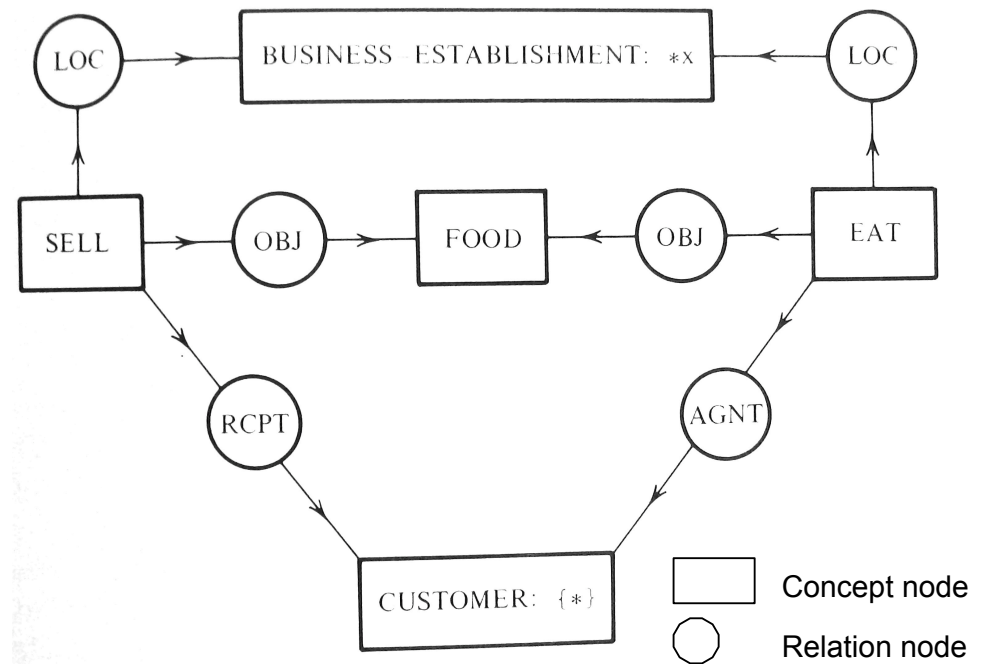 LOC
BUSINESS ESTABLISHMENT: *x
LOC
SELL
OBJ
FOOD
OBJ
EAT
RCPT
AGNT
CUSTOMER: {*}
Concept node
Relation node